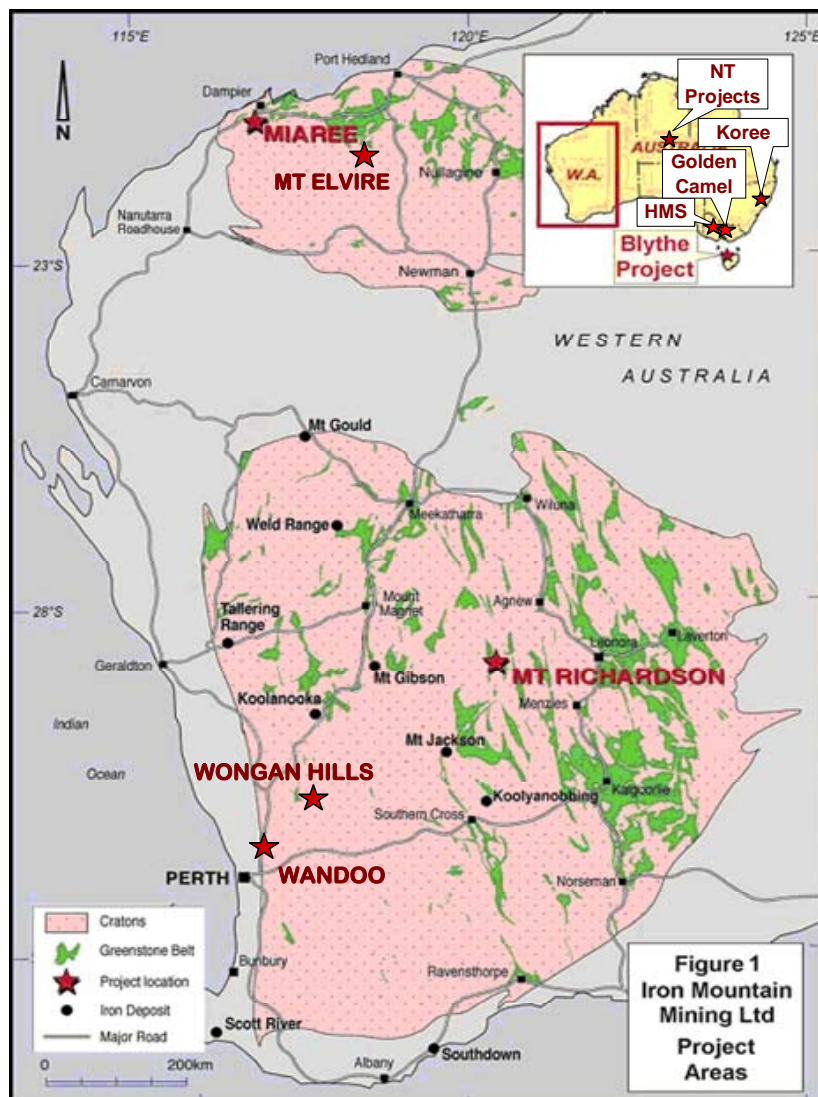 115°E
120°E
125°E
Port Hedland
Dampier
N
MIAREE
MT ELVIRE
Nullagine
Nanutarra
Roadhouse
23°S
Newman
NT
Projects
Koree
AUSTRALIA
Golden
Camel
W.A.
HMS
Blythe
Project
WESTERN
AUSTRALIA
Carnarvon
Mt Gould
Meekatharra
Wiluna
Weld Range
28°S
Mount
Magnet
Agnew
Tallering
Range
Leonora
Laverton
Geraldton
Mt Gibson
MT RICHARDSON
Koolanooka
Menzies
Indian
Ocean
Mt Jackson
WONGAN HILLS
Koolyanobbing
Kalgoorlie
Southern Cross
WANDOO
PERTH
Norseman
Cratons
Greenstone Belt
Project location
Iron Deposit
Major Road
0
200km
Bunbury
Ravensthorpe
Scott River
Southdown
Albany
Figure 1
Iron Mountain
Mining Ltd
Project
Areas